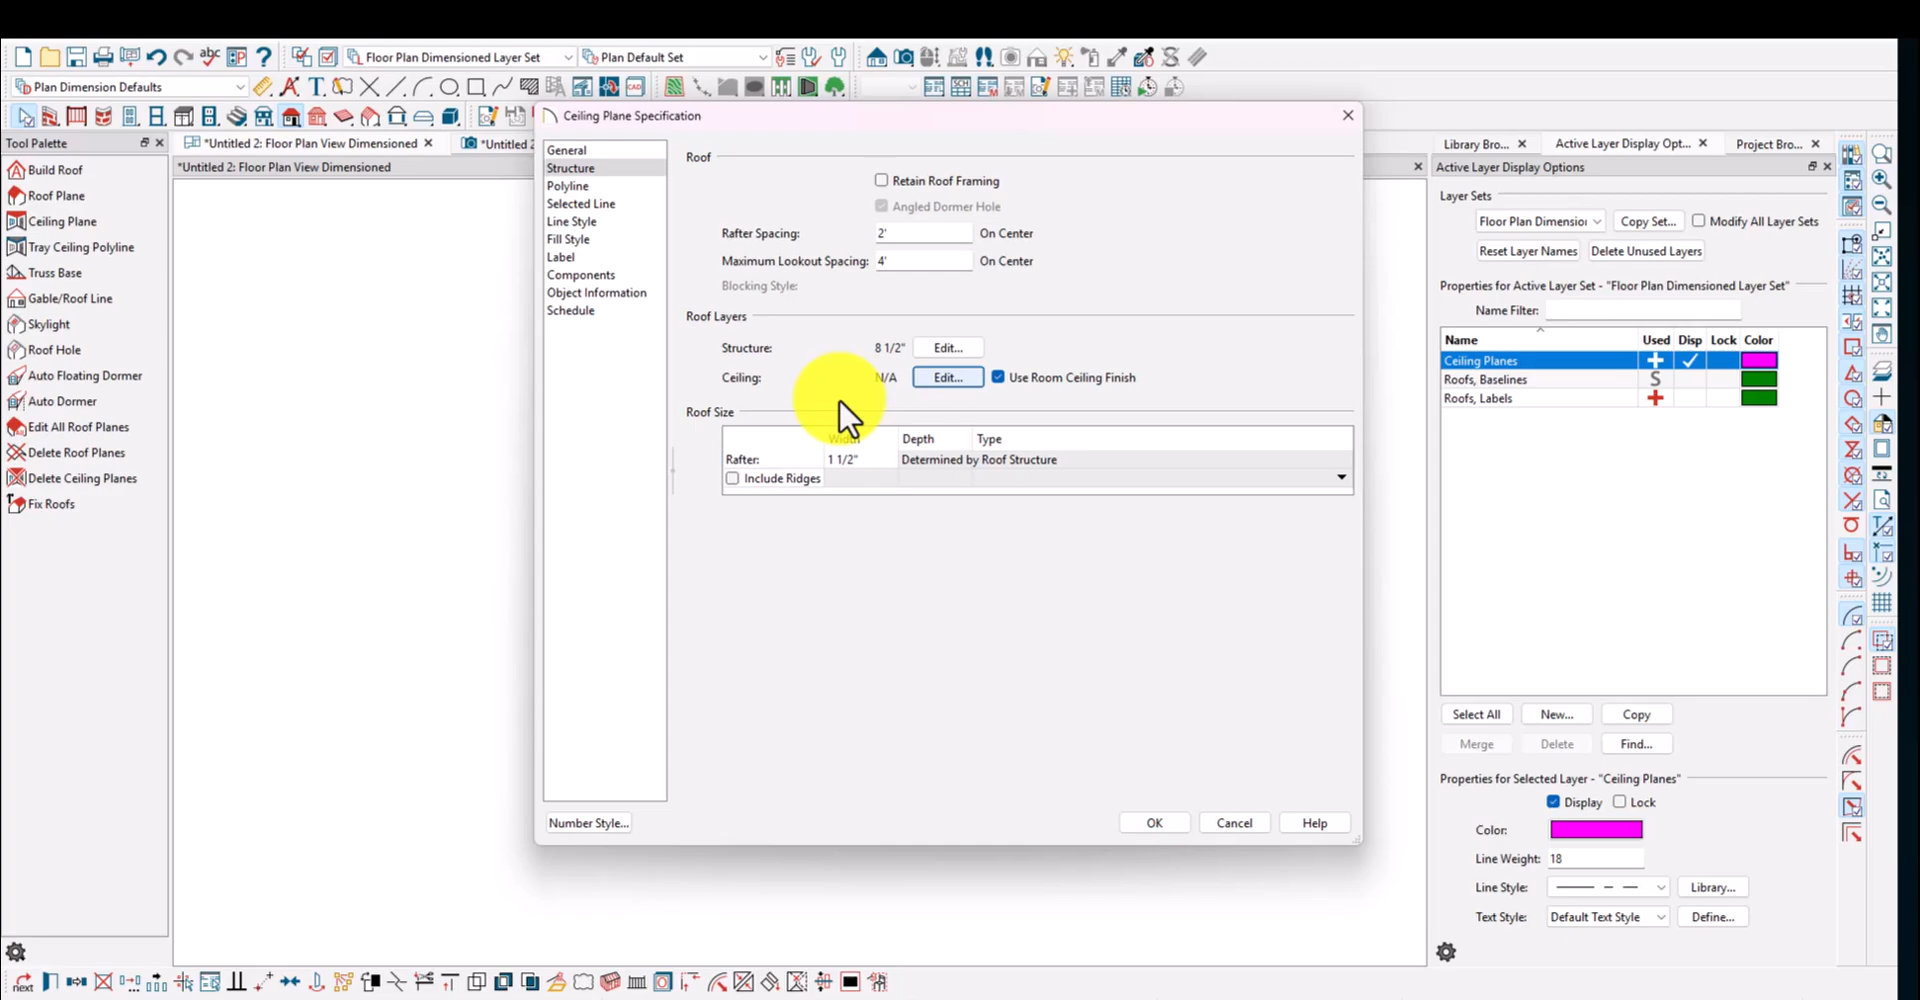 Floor Plan Dimensioned Layer Set
Plan Default Set
abc
?
Plan Dimension Defaults
A
T
CAD
SCH
Tool Palette
*Untitled 2: Floor Plan View Dimensioned
*Untitled 2
*Untitled 2: Floor Plan View Dimensioned
Build Roof
Roof Plane
Ceiling Plane
Tray Ceiling Polyline
Truss Base
Gable/Roof Line
Skylight
Roof Hole
Auto Floating Dormer
Auto Dormer
Edit All Roof Planes
Delete Roof Planes
Delete Ceiling Planes
Fix Roofs
Ceiling Plane Specification
General
Structure
Polyline
Selected Line
Line Style
Fill Style
Label
Components
Object Information
Schedule
Roof
Retain Roof Framing
Angled Dormer Hole
Rafter Spacing: 2' On Center
Maximum Lookout Spacing: 4' On Center
Blocking Style:
Roof Layers
Structure: 8 1/2" Edit...
Ceiling: N/A Edit... Use Room Ceiling Finish
Roof Size
Width Depth Type
Rafter: 1 1/2" Determined by Roof Structure
Include Ridges
Number Style... OK Cancel Help
Library Bro...
Active Layer Display Opt...
Project Bro...
Active Layer Display Options
Layer Sets
Floor Plan Dimension Copy Set... Modify All Layer Sets
Reset Layer Names Delete Unused Layers
Properties for Active Layer Set - "Floor Plan Dimensioned Layer Set"
Name Filter:
Name Used Disp Lock Color
Ceiling Planes
Roofs, Baselines S
Roofs, Labels
Select All New... Copy
Merge Delete Find...
Properties for Selected Layer - "Ceiling Planes"
Display Lock
Color:
Line Weight: 18
Line Style: Library...
Text Style: Default Text Style Define...
next